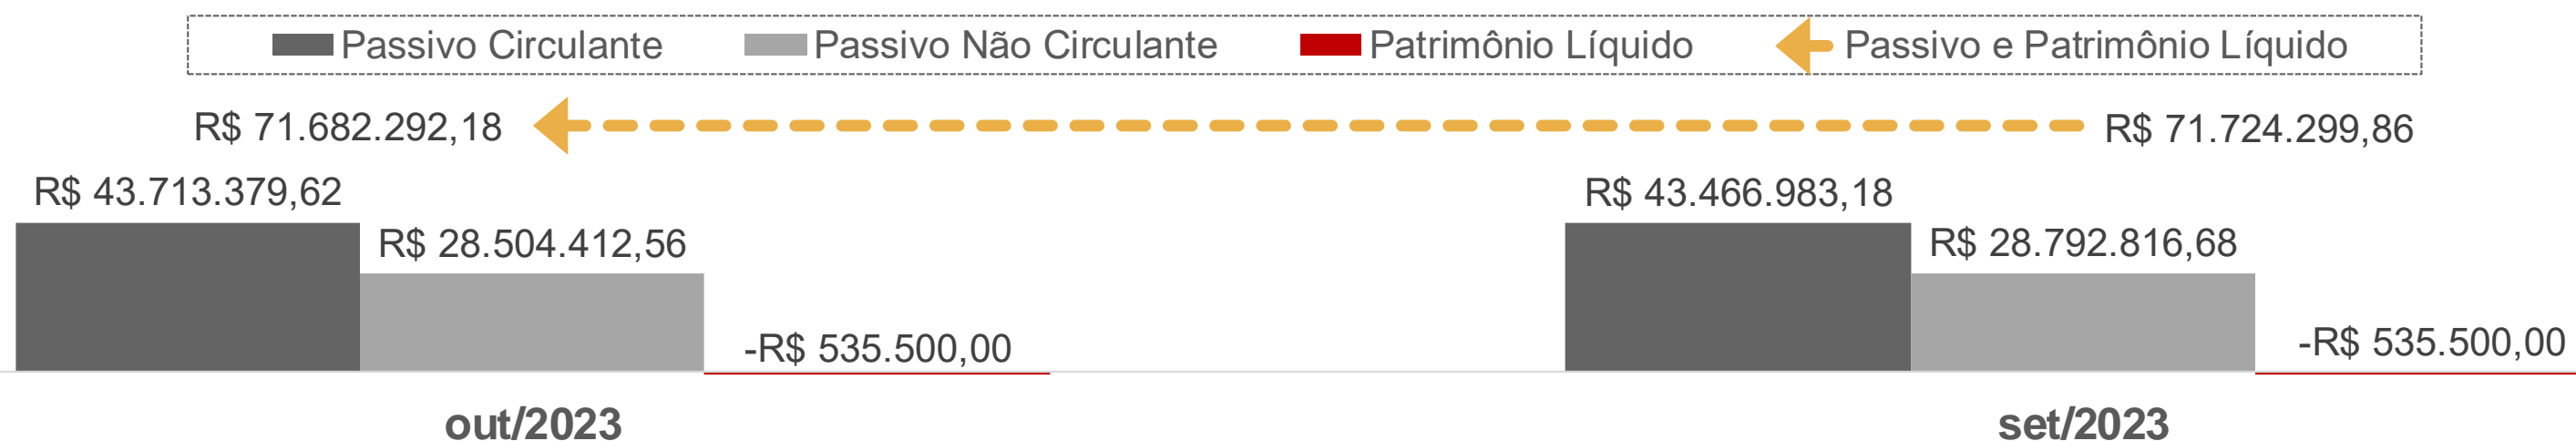 Passivo Circulante Passivo Não Circulante Patrimônio Líquido Passivo e Patrimônio Líquido
R$ 71.682.292,18 R$ 71.724.299,86
R$ 43.713.379,62 R$ 43.466.983,18
R$ 28.504.412,56 R$ 28.792.816,68
-R$ 535.500,00 -R$ 535.500,00
out/2023 set/2023